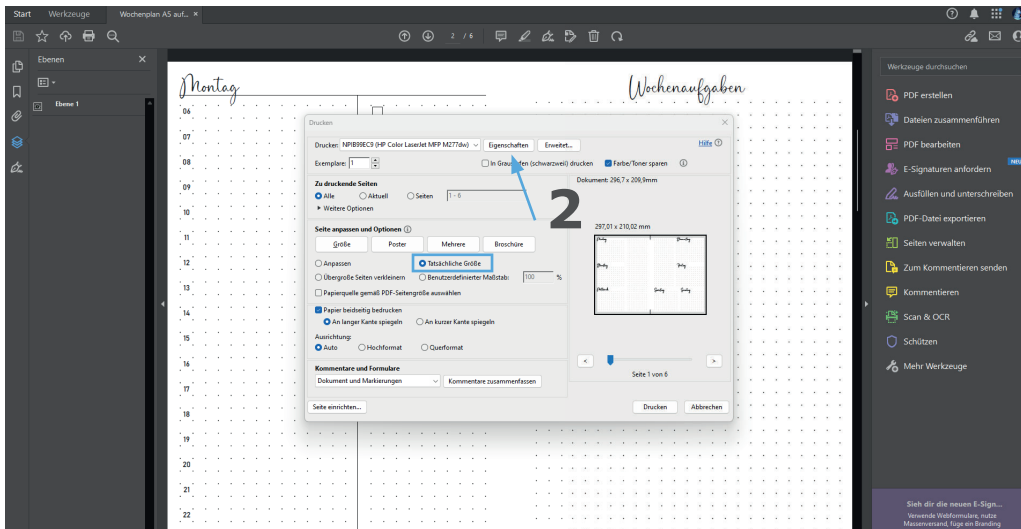 Start Werkzeuge Wochenplan A5 auf... ×
2 / 6
Ebenen ×
Ebene 1
Montag
Wochenaufgaben
06
07
08
09
10
11
12
13
14
15
16
17
18
19
20
21
22
Drucken
Drucker: NPIB99EC9 (HP Color LaserJet MFP M277dw) Eigenschaften Erweitert... Hilfe
Exemplare: 1 In Graustufen (schwarzweiß) drucken Farbe/Toner sparen
Zu druckende Seiten
Alle Aktuell Seiten 1 - 6
Weitere Optionen
Seite anpassen und Optionen
Größe Poster Mehrere Broschüre
Anpassen Tatsächliche Größe
Übergroße Seiten verkleinern Benutzerdefinierter Maßstab: 100 %
Papierquelle gemäß PDF-Seitengröße auswählen
Papier beidseitig bedrucken
An langer Kante spiegeln An kurzer Kante spiegeln
Ausrichtung:
Auto Hochformat Querformat
Kommentare und Formulare
Dokument und Markierungen Kommentare zusammenfassen
Seite einrichten...
2
Dokument: 296,7 x 209,9mm
297,01 x 210,02 mm
< >
Seite 1 von 6
Drucken Abbrechen
Werkzeuge durchsuchen
PDF erstellen
Dateien zusammenführen
PDF bearbeiten
E-Signaturen anfordern NEU
Ausfüllen und unterschreiben
PDF-Datei exportieren
Seiten verwalten
Zum Kommentieren senden
Kommentieren
Scan & OCR
Schützen
Mehr Werkzeuge
Sieh dir die neuen E-Sign...
Verwende Webformulare, nutze
Massenversand, füge ein Branding